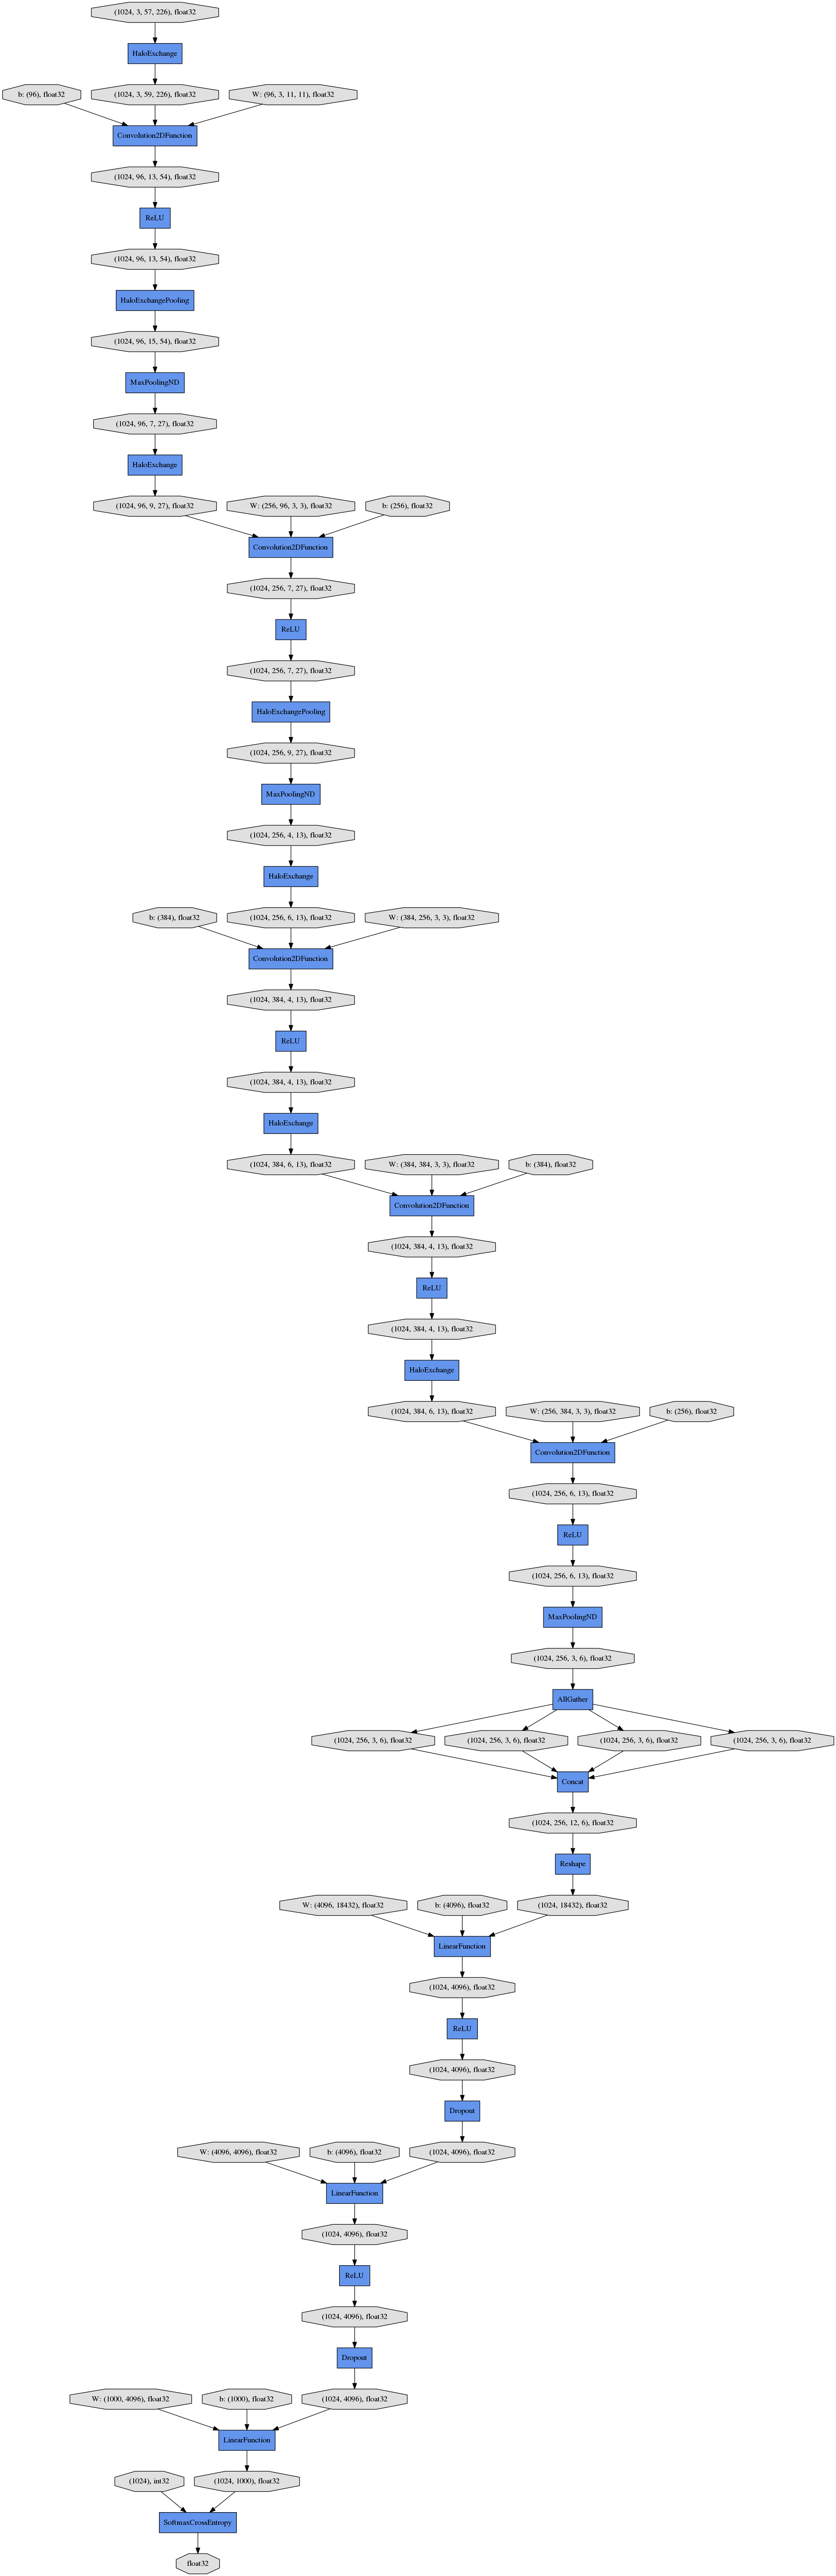 (1024, 3, 57, 226), float32
HaloExchange
b: (96), float32
(1024, 3, 59, 226), float32
W: (96, 3, 11, 11), float32
Convolution2DFunction
(1024, 96, 13, 54), float32
ReLU
(1024, 96, 13, 54), float32
HaloExchangePooling
(1024, 96, 15, 54), float32
MaxPoolingND
(1024, 96, 7, 27), float32
HaloExchange
(1024, 96, 9, 27), float32
W: (256, 96, 3, 3), float32
b: (256), float32
Convolution2DFunction
(1024, 256, 7, 27), float32
ReLU
(1024, 256, 7, 27), float32
HaloExchangePooling
(1024, 256, 9, 27), float32
MaxPoolingND
(1024, 256, 4, 13), float32
HaloExchange
b: (384), float32
(1024, 256, 6, 13), float32
W: (384, 256, 3, 3), float32
Convolution2DFunction
(1024, 384, 4, 13), float32
ReLU
(1024, 384, 4, 13), float32
HaloExchange
(1024, 384, 6, 13), float32
W: (384, 384, 3, 3), float32
b: (384), float32
Convolution2DFunction
(1024, 384, 4, 13), float32
ReLU
(1024, 384, 4, 13), float32
HaloExchange
(1024, 384, 6, 13), float32
W: (256, 384, 3, 3), float32
b: (256), float32
Convolution2DFunction
(1024, 256, 6, 13), float32
ReLU
(1024, 256, 6, 13), float32
MaxPoolingND
(1024, 256, 3, 6), float32
AllGather
(1024, 256, 3, 6), float32
(1024, 256, 3, 6), float32
(1024, 256, 3, 6), float32
(1024, 256, 3, 6), float32
Concat
(1024, 256, 12, 6), float32
Reshape
W: (4096, 18432), float32
b: (4096), float32
(1024, 18432), float32
LinearFunction
(1024, 4096), float32
ReLU
(1024, 4096), float32
Dropout
W: (4096, 4096), float32
b: (4096), float32
(1024, 4096), float32
LinearFunction
(1024, 4096), float32
ReLU
(1024, 4096), float32
Dropout
W: (1000, 4096), float32
b: (1000), float32
(1024, 4096), float32
LinearFunction
(1024), int32
(1024, 1000), float32
SoftmaxCrossEntropy
float32